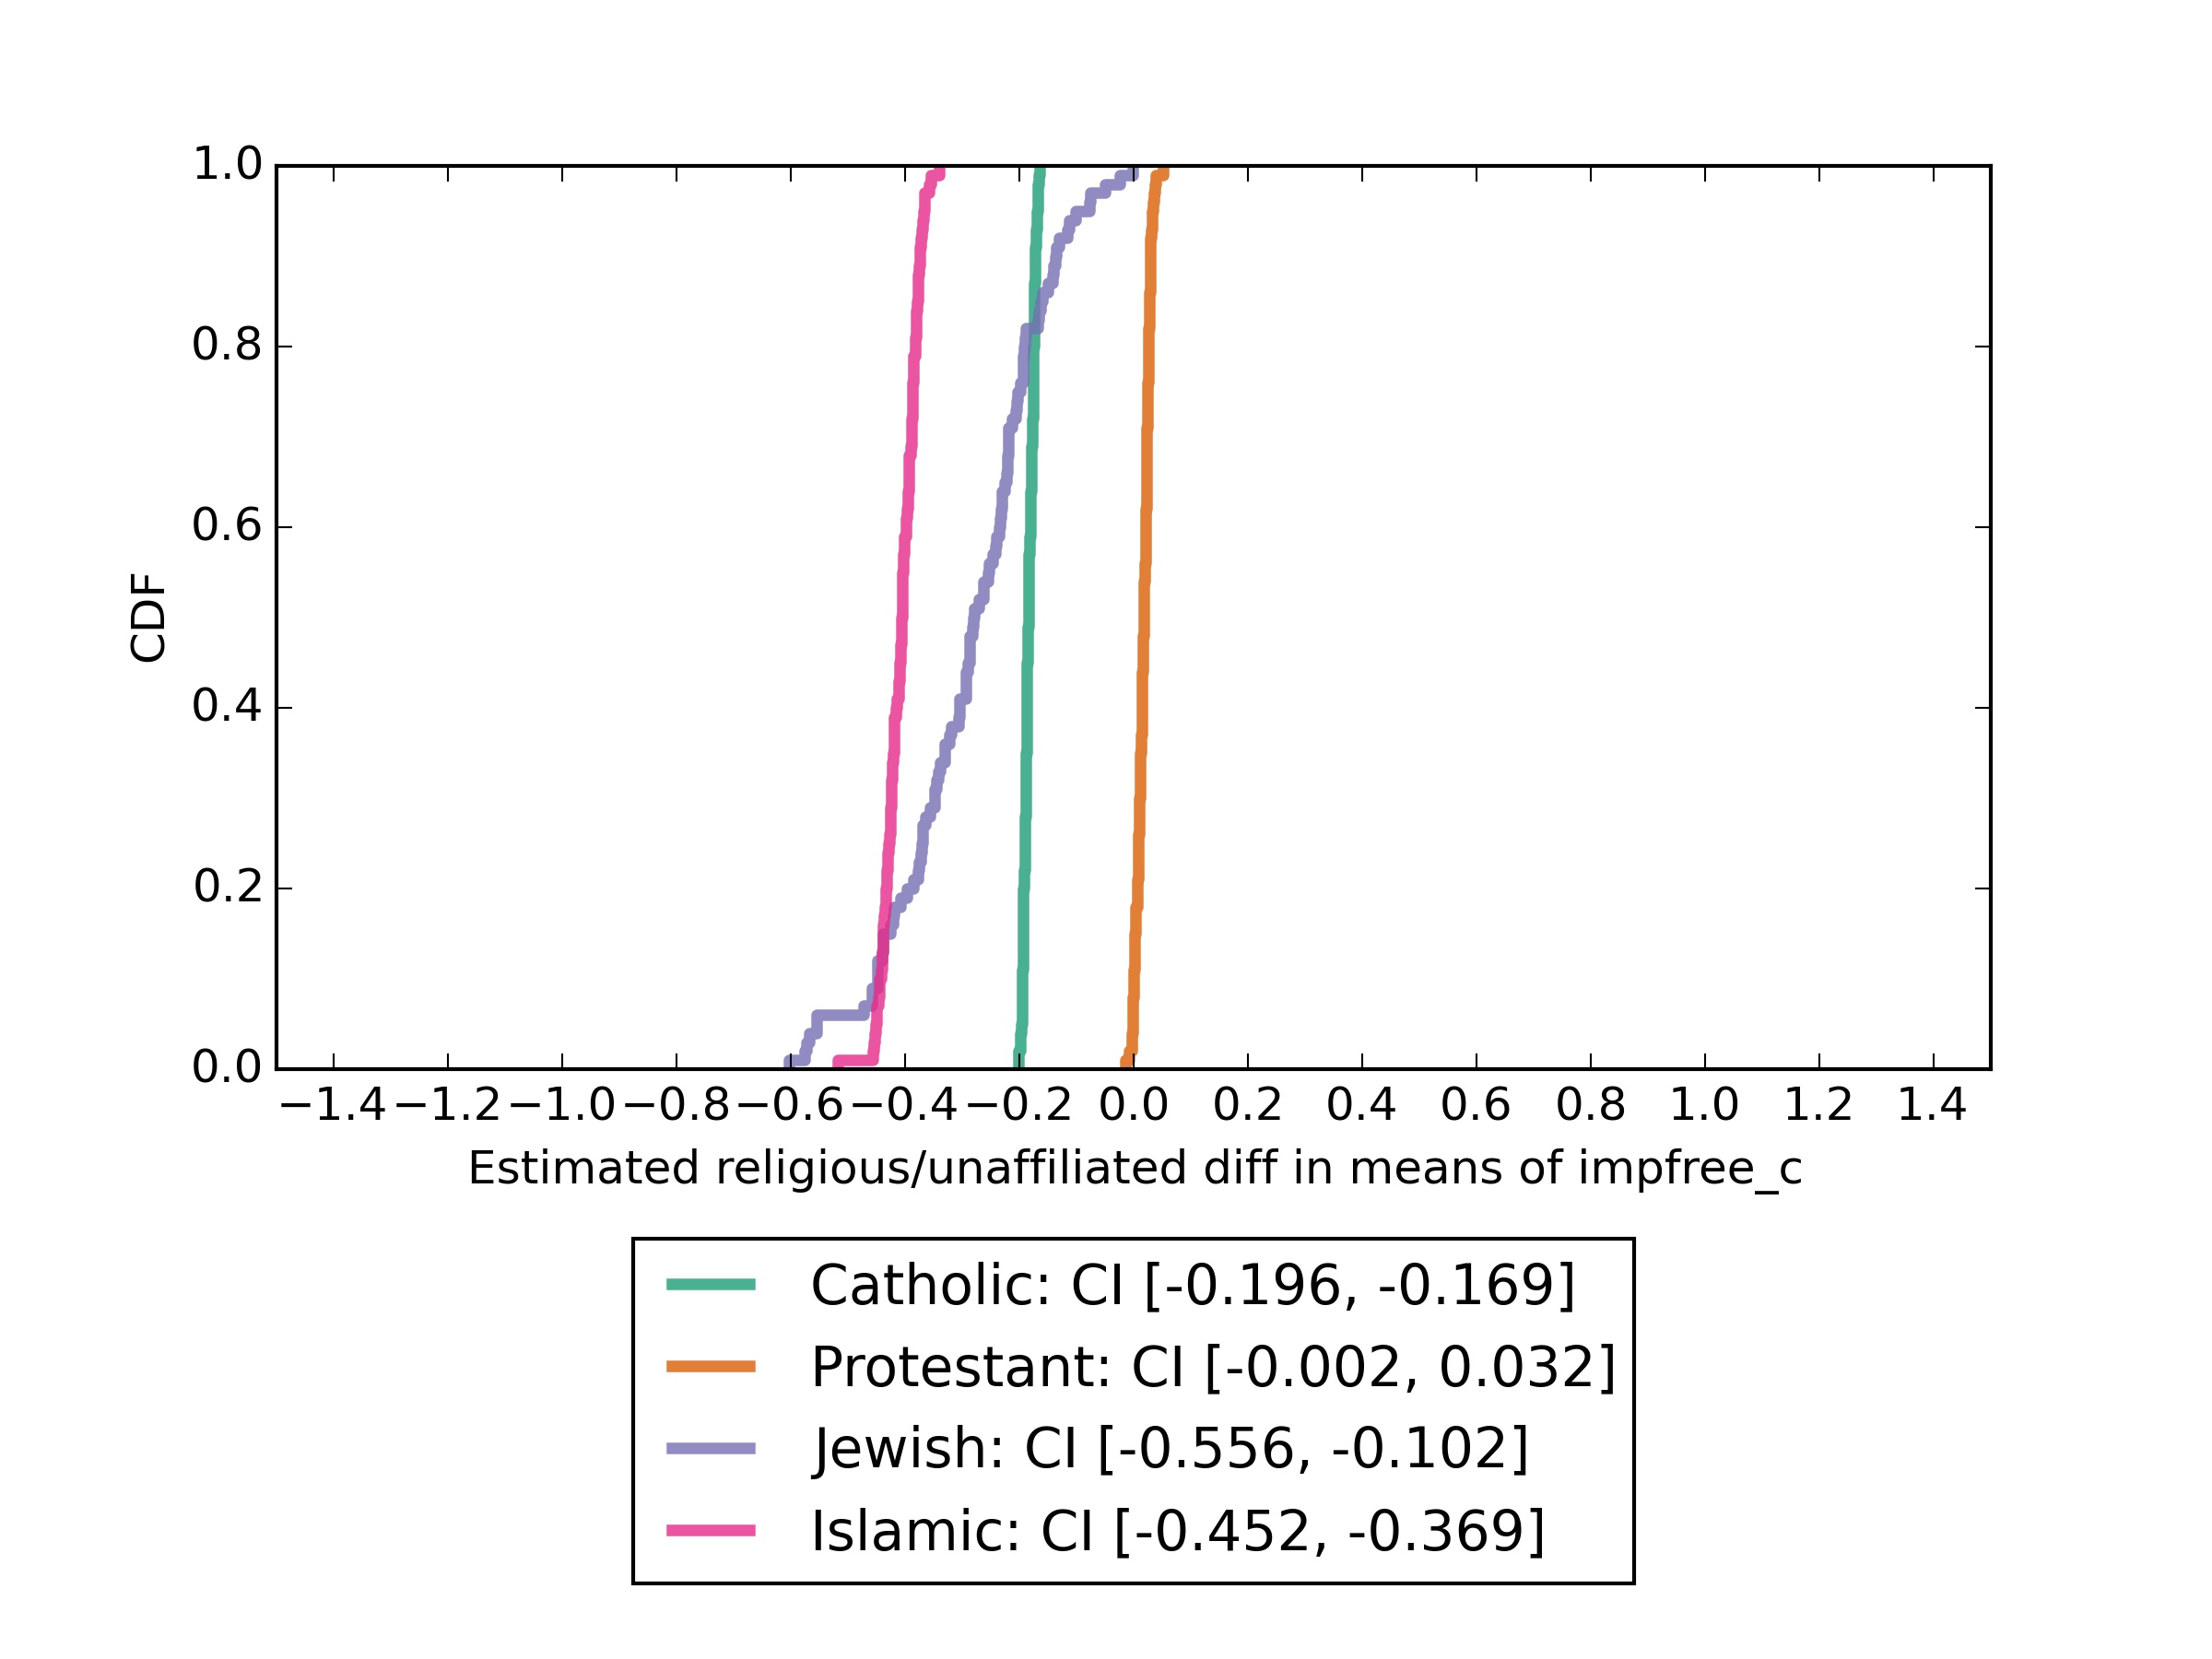 1.0
0.8
0.6
0.4
0.2
0.0
CDF
−1.4 −1.2 −1.0 −0.8 −0.6 −0.4 −0.2 0.0 0.2 0.4 0.6 0.8 1.0 1.2 1.4
Estimated religious/unaffiliated diff in means of impfree_c
Catholic: CI [-0.196, -0.169]
Protestant: CI [-0.002, 0.032]
Jewish: CI [-0.556, -0.102]
Islamic: CI [-0.452, -0.369]